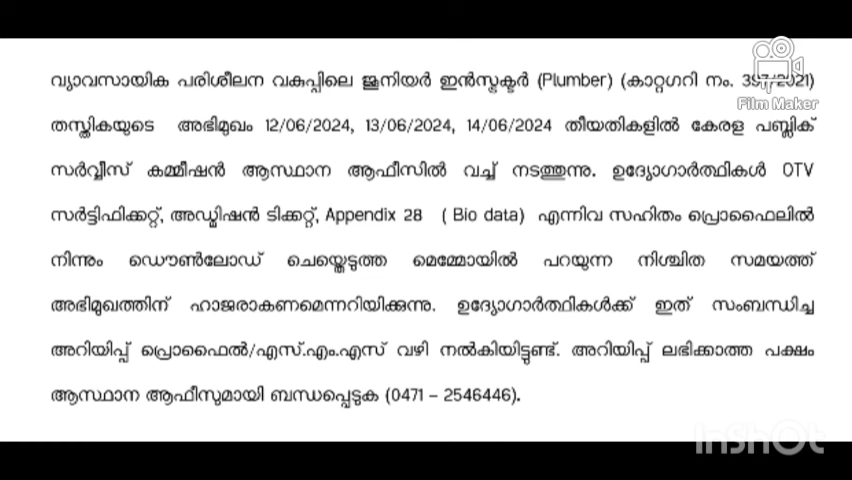 വ്യാവസായിക പരിശീലന വകുപ്പിലെ ജൂനിയർ ഇൻസ്ട്രക്ടർ (Plumber) (കാറ്റഗറി നം. 397/2021)
Film Maker
തസ്തികയുടെ അഭിമുഖം 12/06/2024, 13/06/2024, 14/06/2024 തീയതികളിൽ കേരള പബ്ലിക്
സർവ്വീസ് കമ്മീഷൻ ആസ്ഥാന ആഫീസിൽ വച്ച് നടത്തുന്നു. ഉദ്യോഗാർത്ഥികൾ OTV
സർട്ടിഫിക്കറ്റ്, അഡ്മിഷൻ ടിക്കറ്റ്, Appendix 28 ( Bio data) എന്നിവ സഹിതം പ്രൊഫൈലിൽ
നിന്നും ഡൌൺലോഡ് ചെയ്തെടുത്ത മെമ്മോയിൽ പറയുന്ന നിശ്ചിത സമയത്ത്
അഭിമുഖത്തിന് ഹാജരാകണമെന്നറിയിക്കുന്നു. ഉദ്യോഗാർത്ഥികൾക്ക് ഇത് സംബന്ധിച്ച
അറിയിപ്പ് പ്രൊഫൈൽ/എസ്.എം.എസ് വഴി നൽകിയിട്ടുണ്ട്. അറിയിപ്പ് ലഭിക്കാത്ത പക്ഷം
ആസ്ഥാന ആഫീസുമായി ബന്ധപ്പെടുക (0471 – 2546446).
InShOt